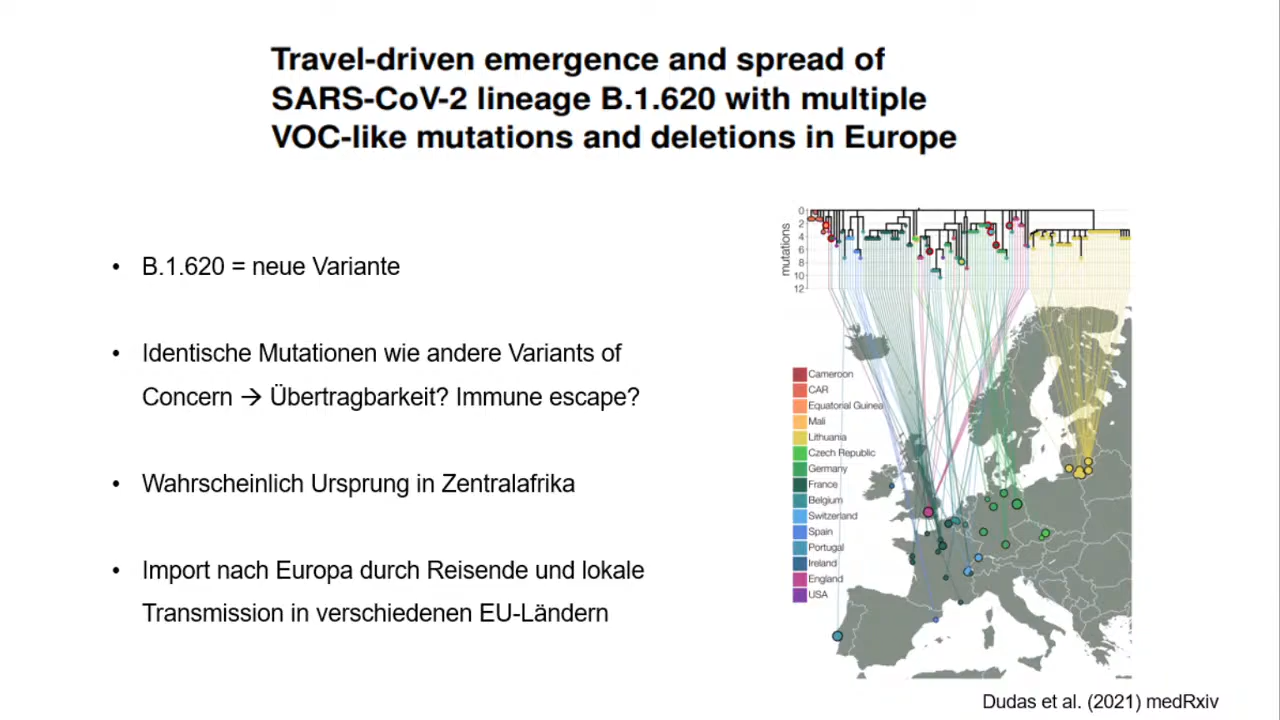 Travel-driven emergence and spread of
SARS-CoV-2 lineage B.1.620 with multiple
VOC-like mutations and deletions in Europe
• B.1.620 = neue Variante
• Identische Mutationen wie andere Variants of
Concern → Übertragbarkeit? Immune escape?
• Wahrscheinlich Ursprung in Zentralafrika
• Import nach Europa durch Reisende und lokale
Transmission in verschiedenen EU-Ländern
mutations
0
2
4
6
8
10
12
Cameroon
CAR
Equatorial Guinea
Mali
Lithuania
Czech Republic
Germany
France
Belgium
Switzerland
Spain
Portugal
Ireland
England
USA
Dudas et al. (2021) medRxiv